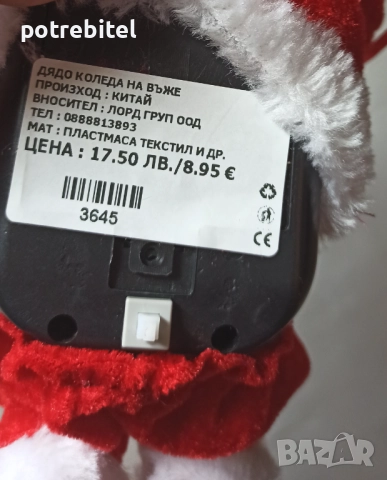 potrebitel
ДЯДО КОЛЕДА НА ВЪЖЕ
ПРОИЗХОД : КИТАЙ
ВНОСИТЕЛ : ЛОРД ГРУП ООД
ТЕЛ : 0888813893
МАТ : ПЛАСТМАСА ТЕКСТИЛ И ДР.
ЦЕНА : 17.50 ЛВ./8.95 €
3645
CE
BAZAR